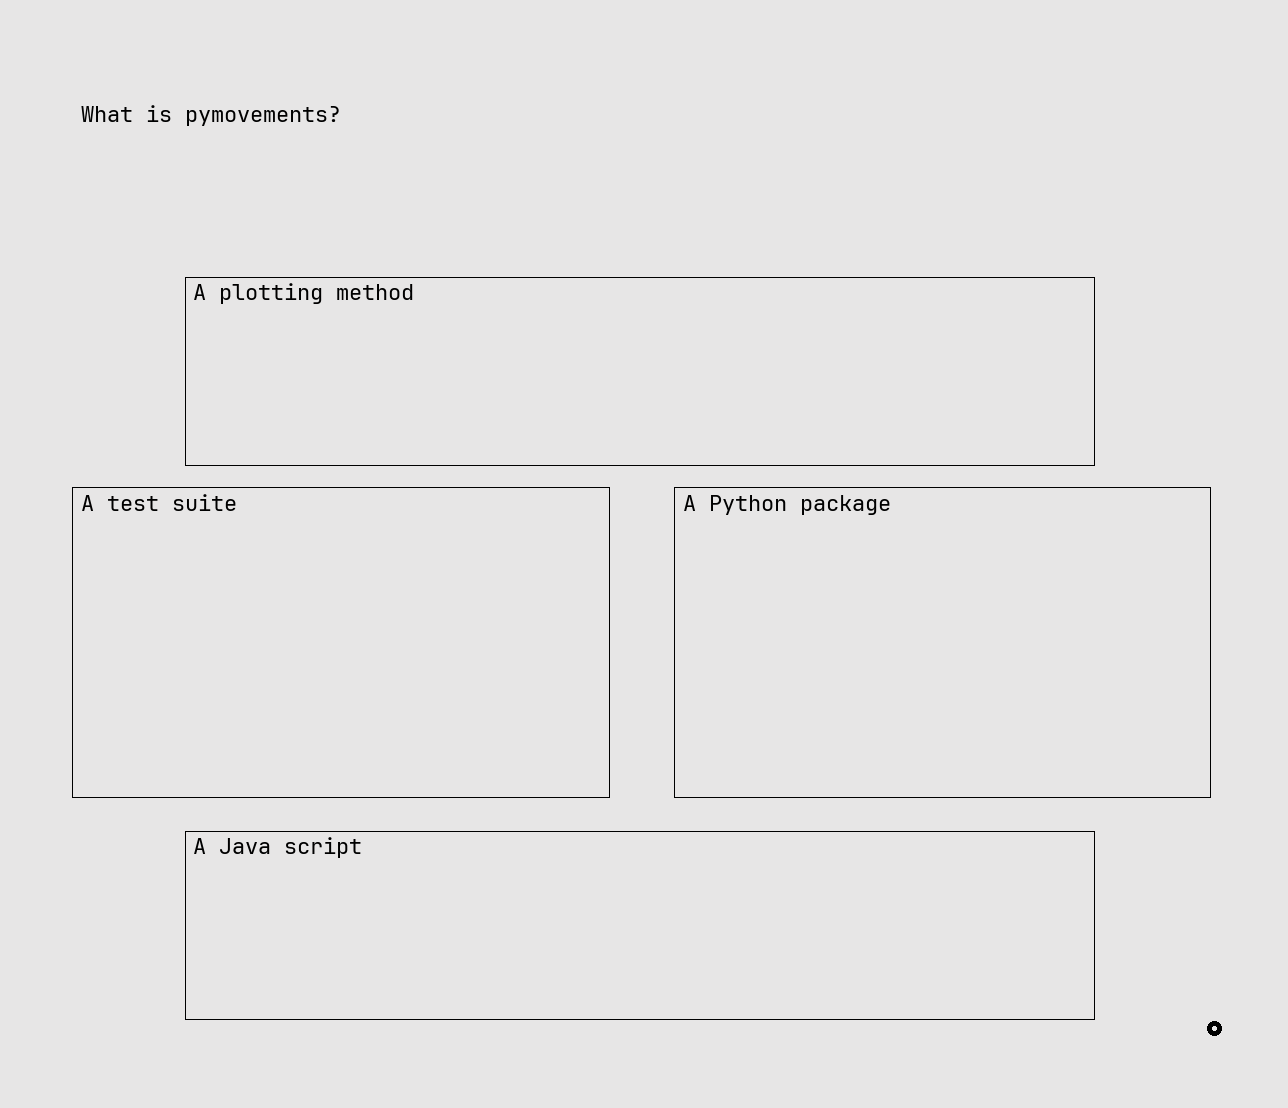 What is pymovements?
A plotting method
A test suite
A Python package
A Java script